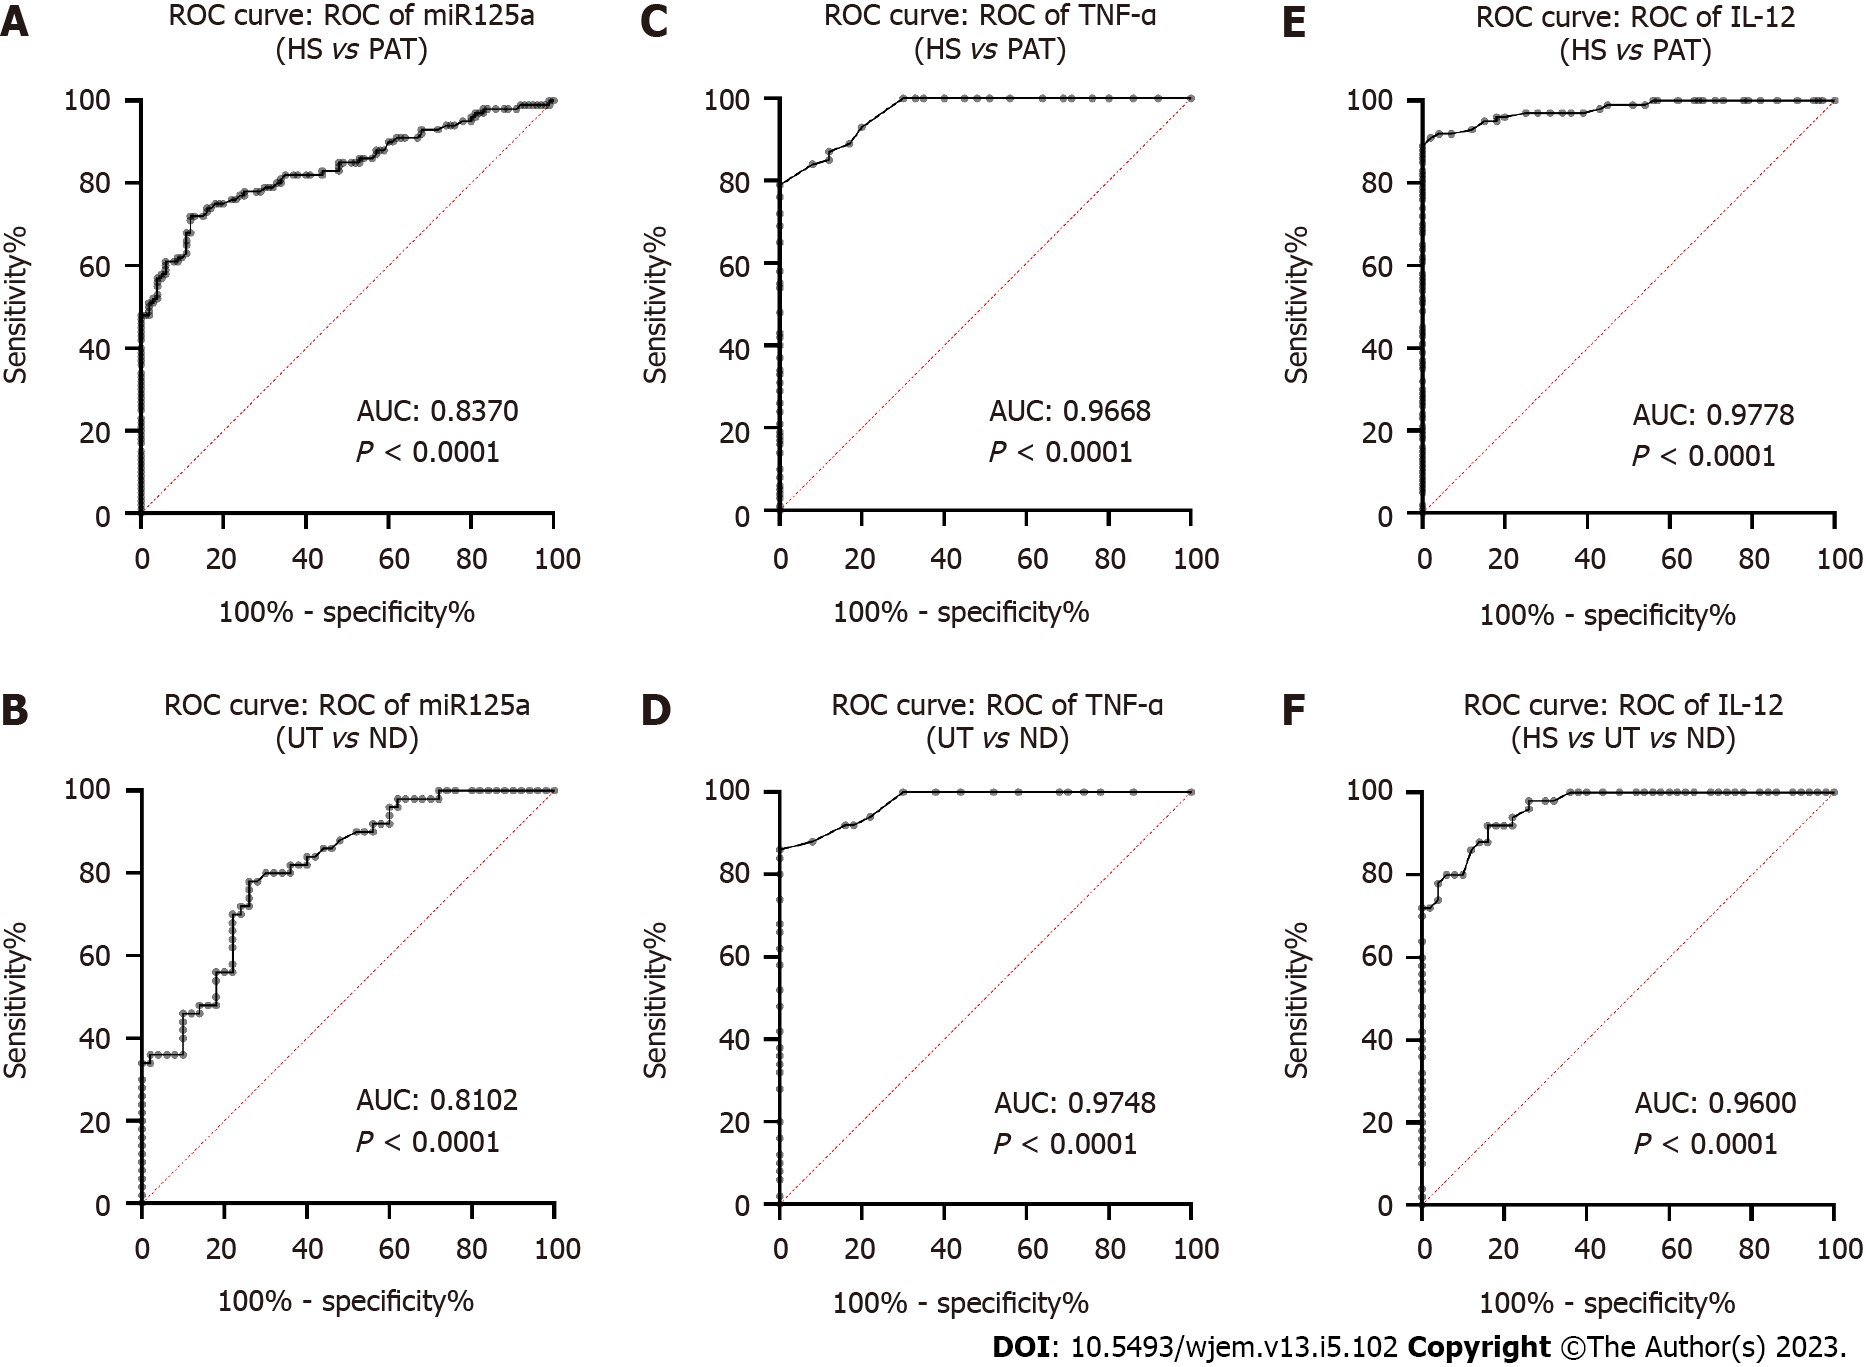 A
ROC curve: ROC of miR125a
(HS vs PAT)
100
80
60
40
20
0
Sensitivity%
AUC: 0.8370
P < 0.0001
0 20 40 60 80 100
100% - specificity%
C
ROC curve: ROC of TNF-α
(HS vs PAT)
100
80
60
40
20
0
Sensitivity%
AUC: 0.9668
P < 0.0001
0 20 40 60 80 100
100% - specificity%
E
ROC curve: ROC of IL-12
(HS vs PAT)
100
80
60
40
20
0
Sensitivity%
AUC: 0.9778
P < 0.0001
0 20 40 60 80 100
100% - specificity%
B
ROC curve: ROC of miR125a
(UT vs ND)
100
80
60
40
20
0
Sensitivity%
AUC: 0.8102
P < 0.0001
0 20 40 60 80 100
100% - specificity%
D
ROC curve: ROC of TNF-α
(UT vs ND)
100
80
60
40
20
0
Sensitivity%
AUC: 0.9748
P < 0.0001
0 20 40 60 80 100
100% - specificity%
F
ROC curve: ROC of IL-12
(HS vs UT vs ND)
100
80
60
40
20
0
Sensitivity%
AUC: 0.9600
P < 0.0001
0 20 40 60 80 100
100% - specificity%
DOI: 10.5493/wjem.v13.i5.102 Copyright ©The Author(s) 2023.